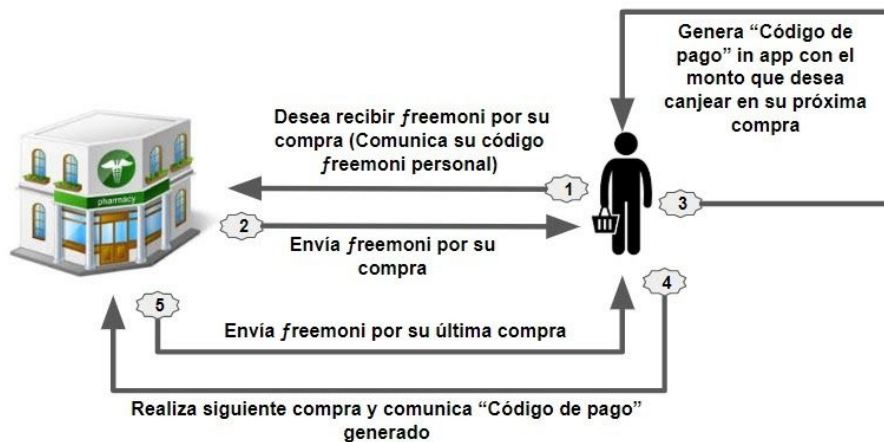 Genera “Código de
pago” in app con el
monto que desea
canjear en su próxima
compra
Desea recibir ƒreemoni por su
compra (Comunica su código
ƒreemoni personal)
1
pharmacy
2
3
Envía ƒreemoni por su
compra
4
5
Envía ƒreemoni por su última compra
Realiza siguiente compra y comunica “Código de pago”
generado